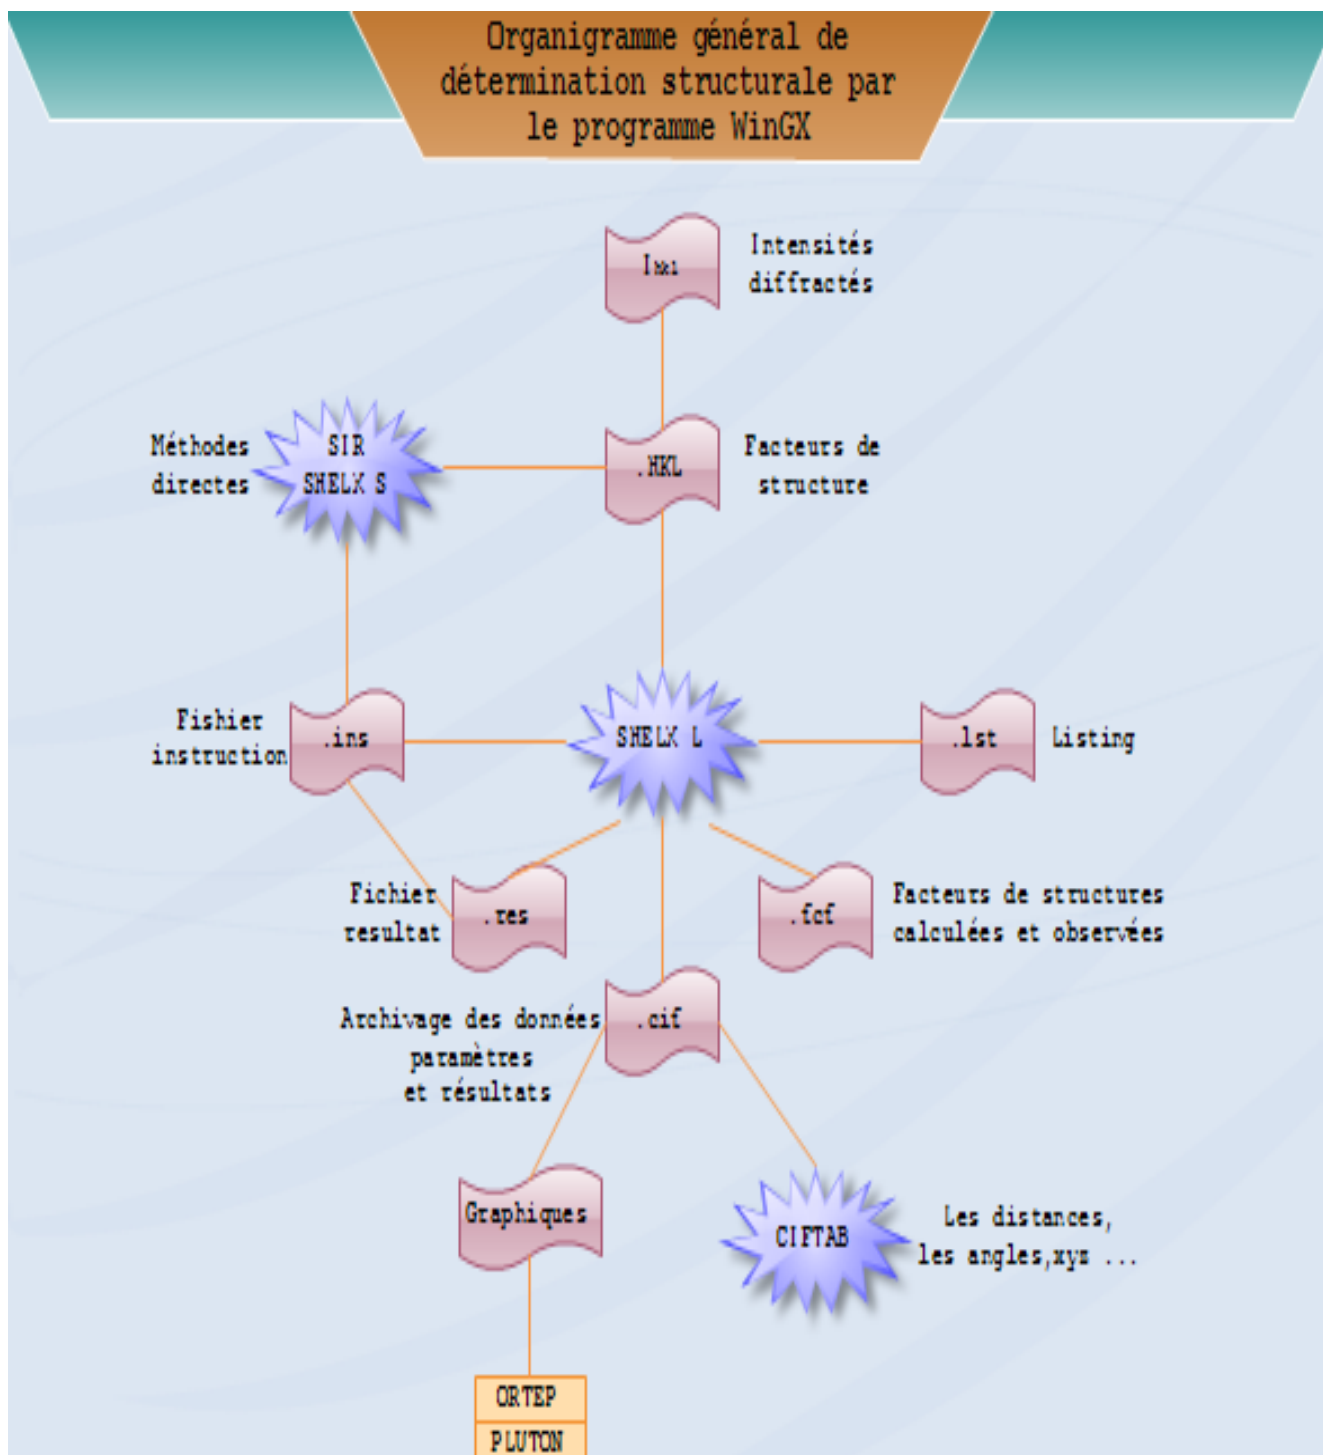 Organigramme général de
détermination structurale par
le programme WinGX
Ihkl
Intensités
diffractés
Méthodes
directes
SIR
SHELX S
.HKL
Facteurs de
structure
Fishier
instruction
.ins
SHELX L
.lst
Listing
Fichier
resultat
.res
.fcf
Facteurs de structures
calculées et observées
Archivage des données
paramètres
et résultats
.cif
Graphiques
CIFTAB
Les distances,
les angles,xyz ...
ORTEP
PLUTON